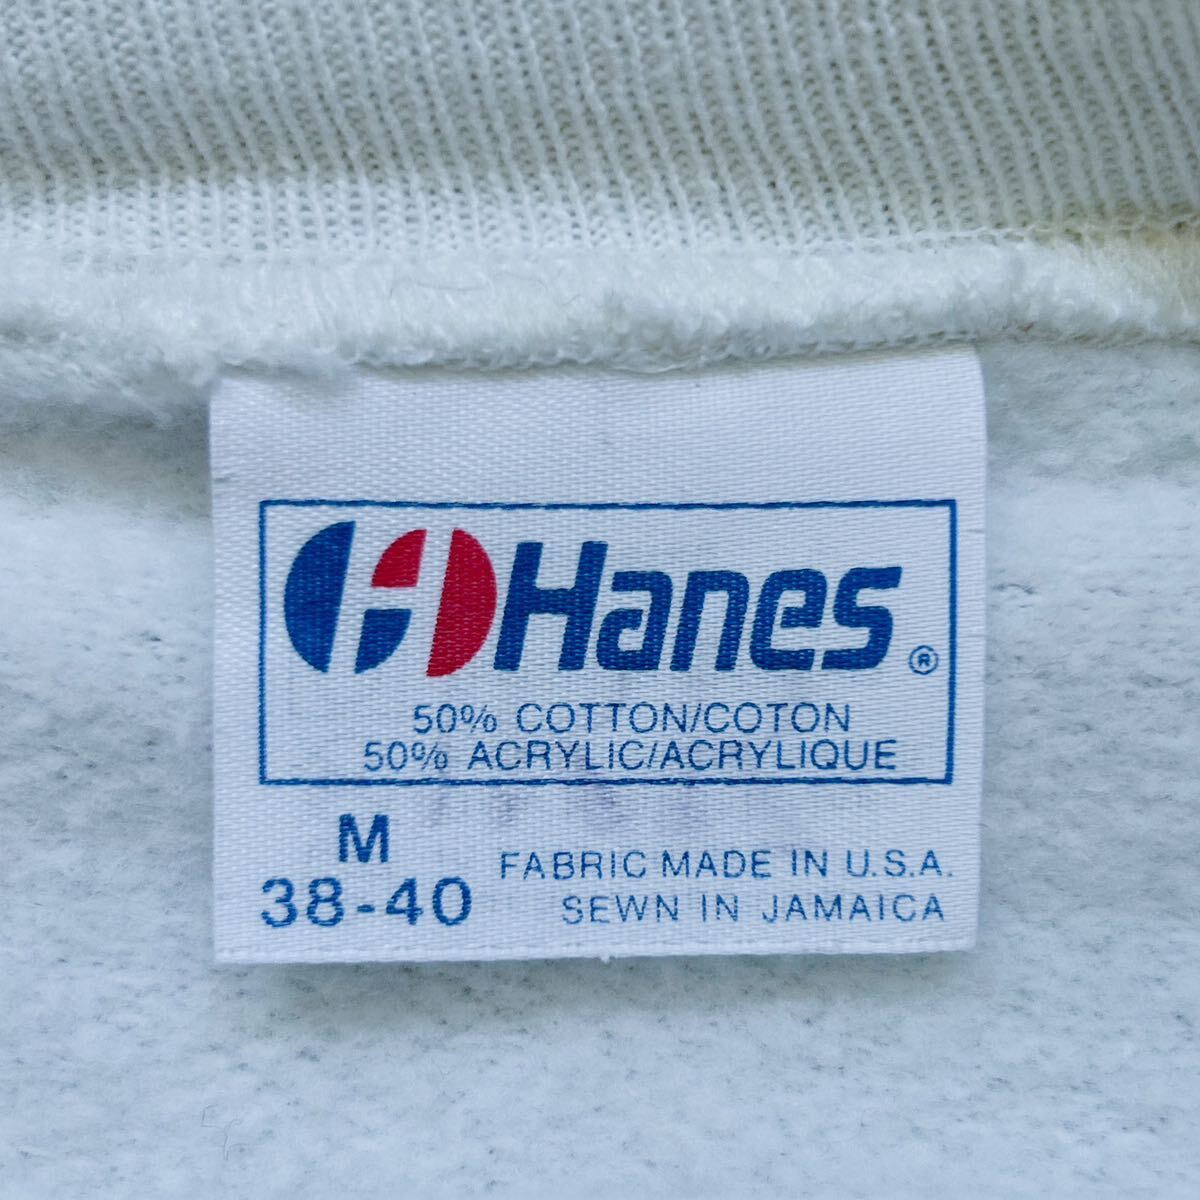 Hanes ®
50% COTTON/COTON
50% ACRYLIC/ACRYLIQUE
M
38-40
FABRIC MADE IN U.S.A.
SEWN IN JAMAICA